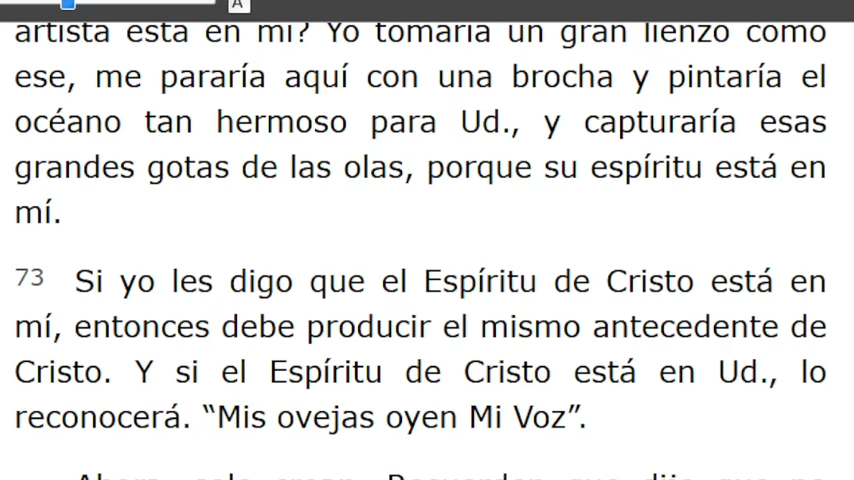 A
artista está en mí? Yo tomaría un gran lienzo como
ese, me pararía aquí con una brocha y pintaría el
océano tan hermoso para Ud., y capturaría esas
grandes gotas de las olas, porque su espíritu está en
mí.
73 Si yo les digo que el Espíritu de Cristo está en
mí, entonces debe producir el mismo antecedente de
Cristo. Y si el Espíritu de Cristo está en Ud., lo
reconocerá. “Mis ovejas oyen Mi Voz”.